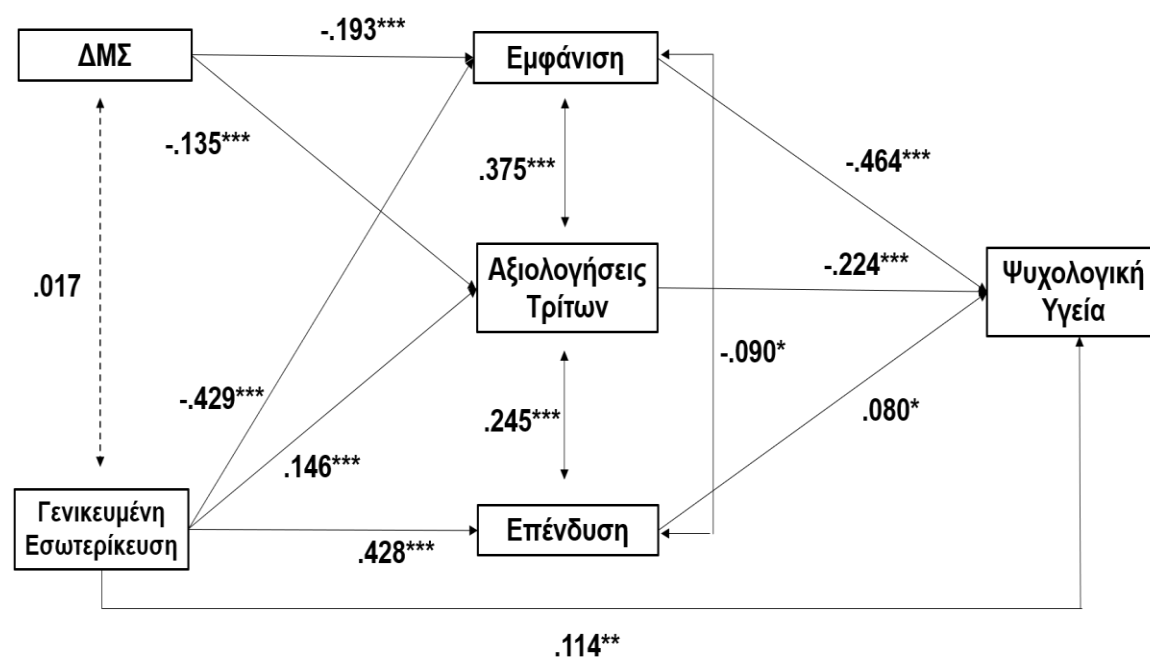 -.193***
ΔΜΣ
Εμφάνιση
-.135***
.375***
-.464***
Αξιολογήσεις
Τρίτων
-.224***
Ψυχολογική
Υγεία
.017
-.090*
-.429***
.245***
.080*
.146***
Γενικευμένη
Εσωτερίκευση
Επένδυση
.428***
.114**